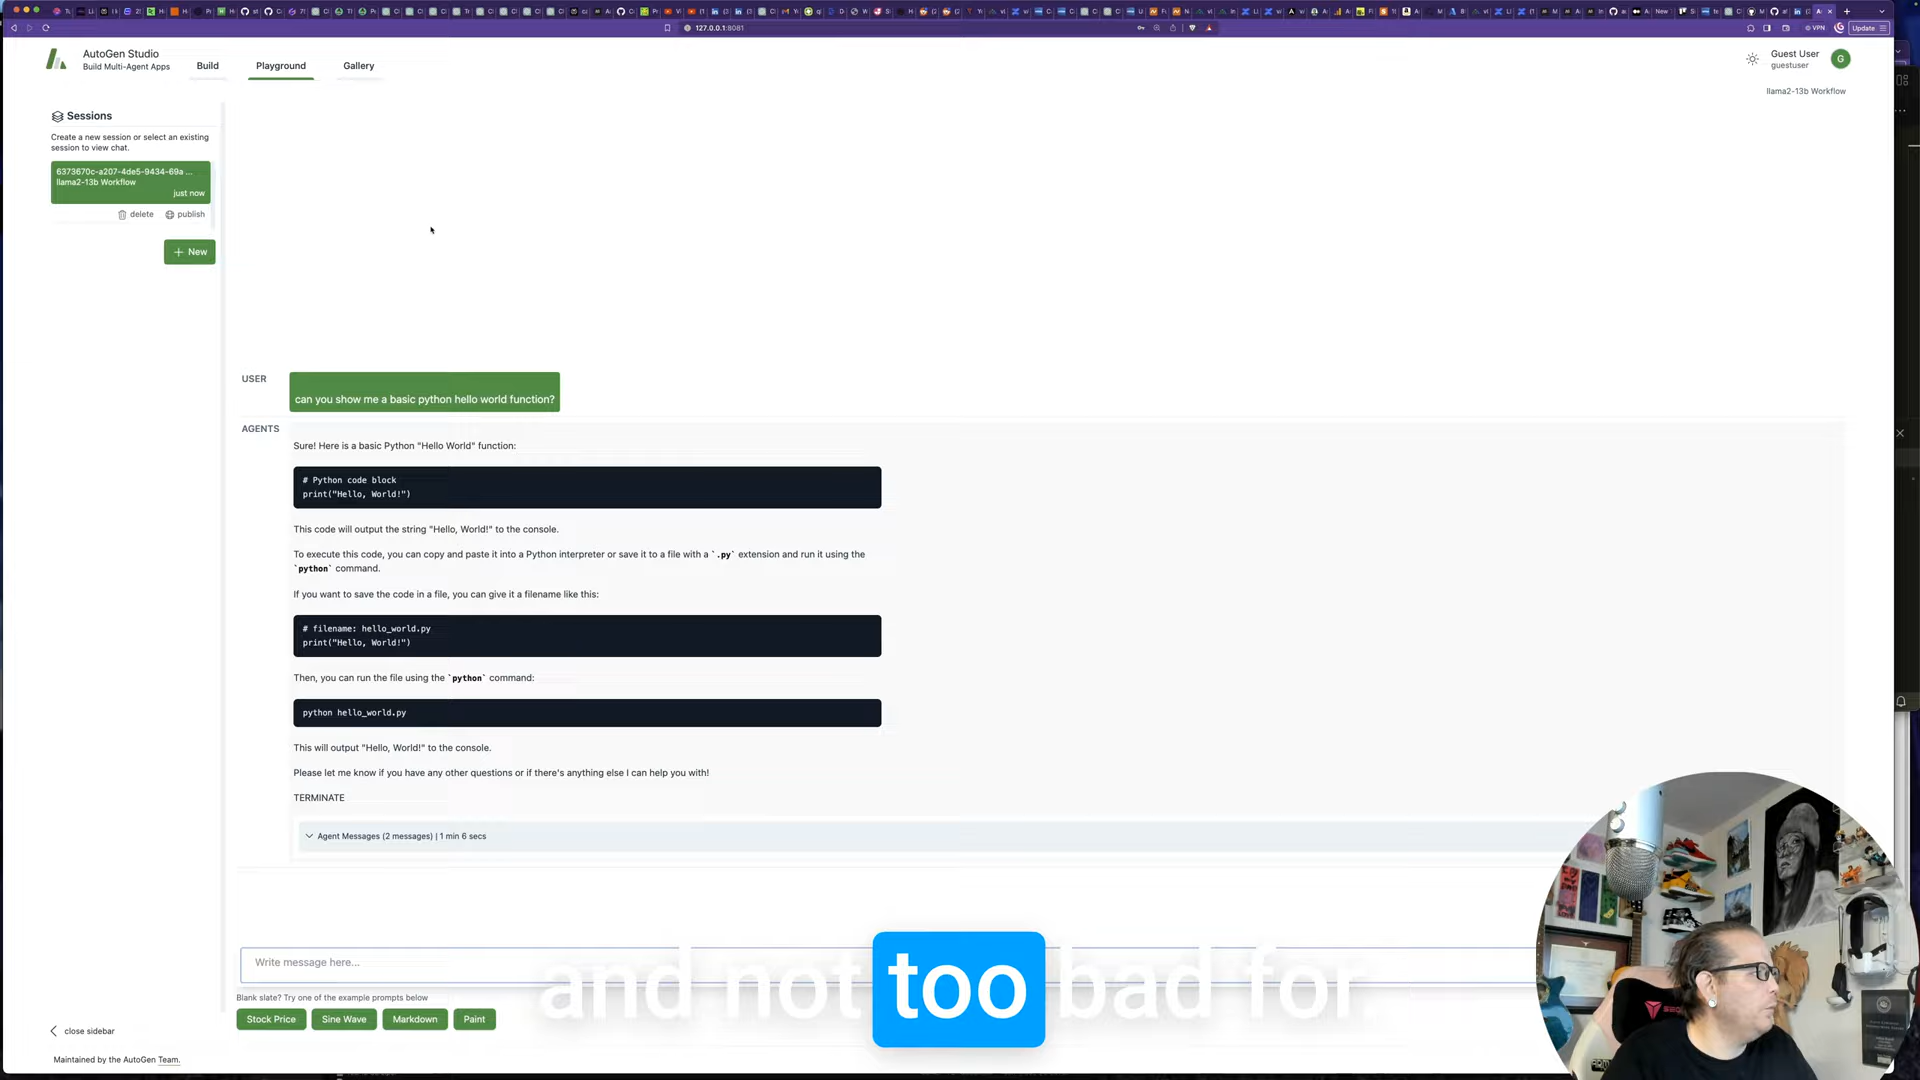 127.0.0.1:8081
VPN
Update
AutoGen Studio
Build Multi-Agent Apps
Build
Playground
Gallery
Guest User
guestuser
G
llama2-13b Workflow
Sessions
Create a new session or select an existing
session to view chat.
6373670c-a207-4de5-9434-69a ...
llama2-13b Workflow
just now
delete
publish
+ New
USER
can you show me a basic python hello world function?
AGENTS
Sure! Here is a basic Python "Hello World" function:
# Python code block
print("Hello, World!")
This code will output the string "Hello, World!" to the console.
To execute this code, you can copy and paste it into a Python interpreter or save it to a file with a `.py` extension and run it using the
`python` command.
If you want to save the code in a file, you can give it a filename like this:
# filename: hello_world.py
print("Hello, World!")
Then, you can run the file using the `python` command:
python hello_world.py
This will output "Hello, World!" to the console.
Please let me know if you have any other questions or if there's anything else I can help you with!
TERMINATE
Agent Messages (2 messages) | 1 min 6 secs
Write message here...
and not too bad for.
Blank slate? Try one of the example prompts below
Stock Price
Sine Wave
Markdown
Paint
close sidebar
Maintained by the AutoGen Team.